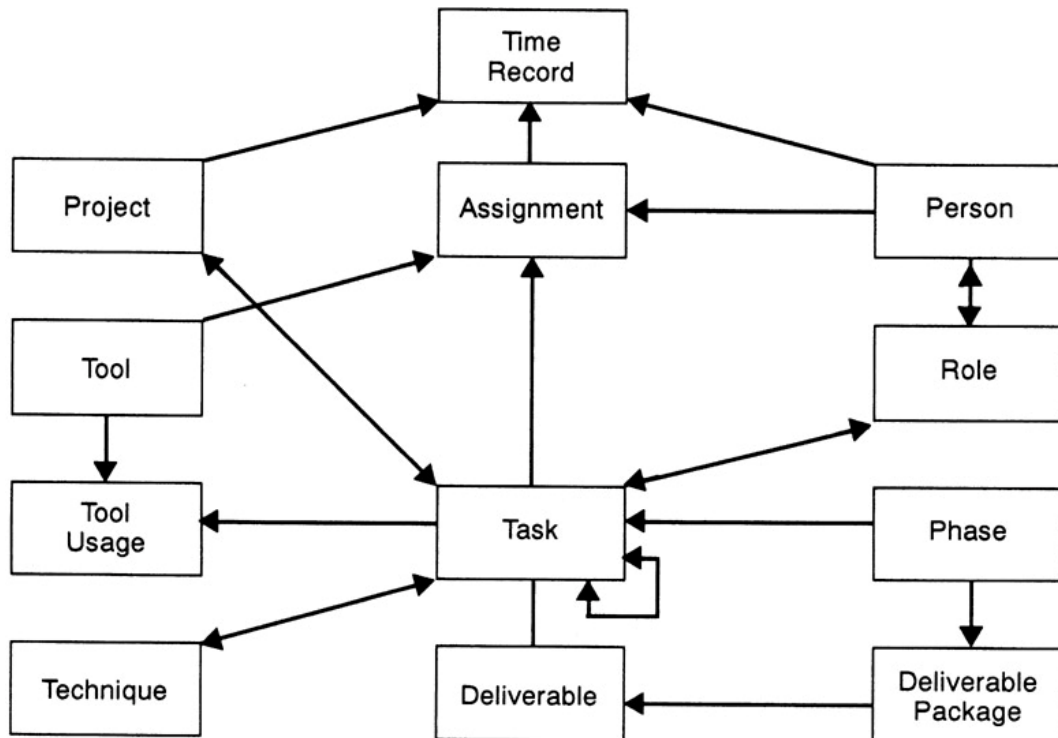 Time
Record
Project
Assignment
Person
Tool
Role
Tool
Usage
Task
Phase
Technique
Deliverable
Deliverable
Package